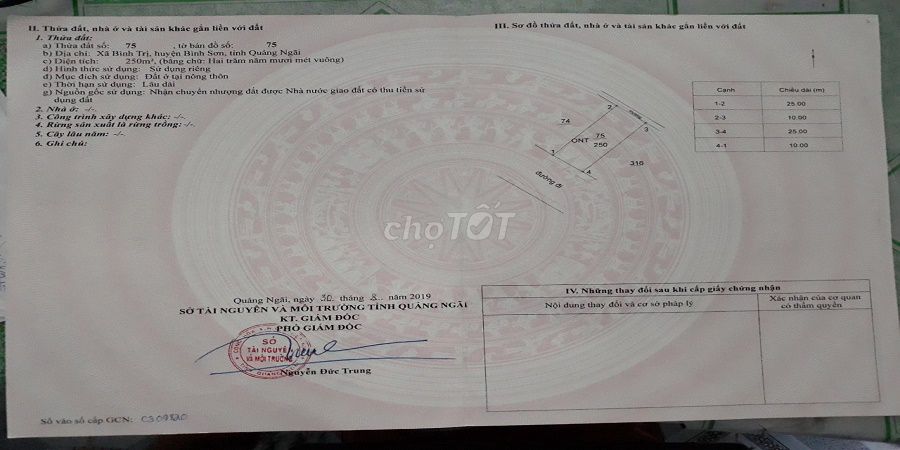 II. Thửa đất, nhà ở và tài sản khác gắn liền với đất
1. Thửa đất:
a) Thửa đất số: 75 , tờ bản đồ số: 75
b) Địa chỉ: Xã Bình Trị, huyện Bình Sơn, tỉnh Quảng Ngãi
c) Diện tích: 250m², (bằng chữ: Hai trăm năm mươi mét vuông)
d) Hình thức sử dụng: Sử dụng riêng
đ) Mục đích sử dụng: Đất ở tại nông thôn
e) Thời hạn sử dụng: Lâu dài
g) Nguồn gốc sử dụng: Nhận chuyển nhượng đất được Nhà nước giao đất có thu tiền sử
dụng đất
2. Nhà ở: -/-
3. Công trình xây dựng khác: -/-
4. Rừng sản xuất là rừng trồng: -/-
5. Cây lâu năm: -/-
6. Ghi chú:
Quảng Ngãi, ngày 30 tháng 8 năm 2019
SỞ TÀI NGUYÊN VÀ MÔI TRƯỜNG TỈNH QUẢNG NGÃI
KT. GIÁM ĐỐC
PHÓ GIÁM ĐỐC
SỞ
TÀI NGUYÊN
VÀ MÔI TRƯỜNG
Nguyễn Đức Trung
Số vào sổ cấp GCN: CS09820
III. Sơ đồ thửa đất, nhà ở và tài sản khác gắn liền với đất
Cạnh Chiều dài (m)
1-2 25.00
2-3 10.00
3-4 25.00
4-1 10.00
2
3
74
75
ONT
250
316
1
4
đường đi
chợTỐT
IV. Những thay đổi sau khi cấp giấy chứng nhận
Nội dung thay đổi và cơ sở pháp lý
Xác nhận của cơ quan
có thẩm quyền